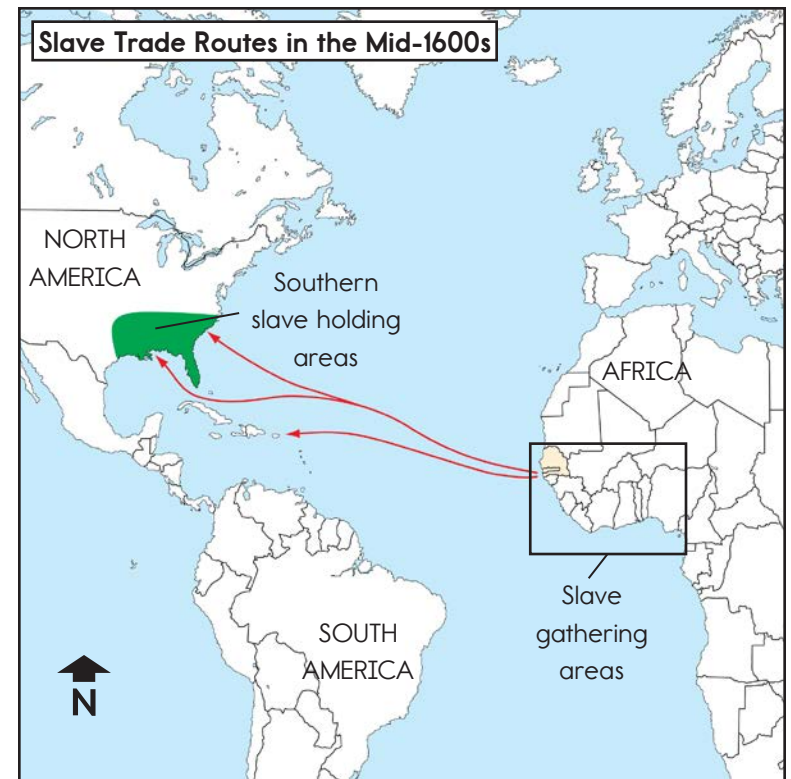 Slave Trade Routes in the Mid-1600s
NORTH
AMERICA
Southern
slave holding
areas
AFRICA
Slave
gathering
areas
SOUTH
AMERICA
N